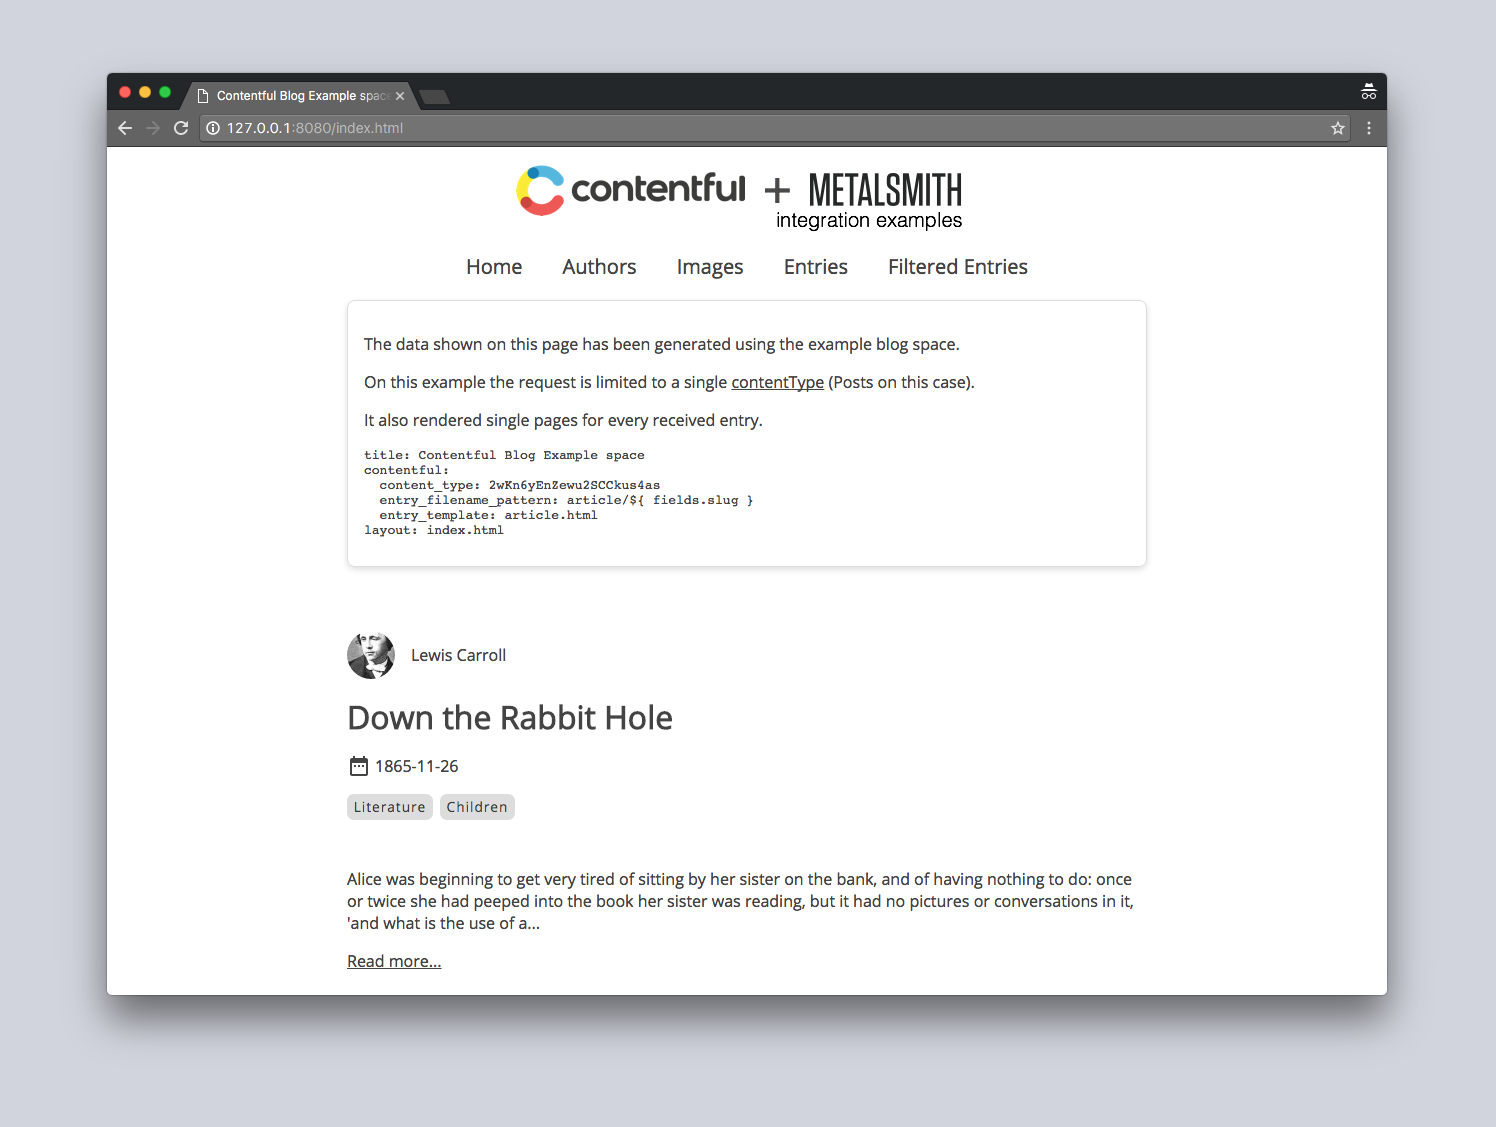 Contentful Blog Example space
127.0.0.1:8080/index.html
contentful + METALSMITH
integration examples
Home Authors Images Entries Filtered Entries
The data shown on this page has been generated using the example blog space.
On this example the request is limited to a single contentType (Posts on this case).
It also rendered single pages for every received entry.
title: Contentful Blog Example space
contentful:
  content_type: 2wKn6yEnZewu2SCCkus4as
  entry_filename_pattern: article/${ fields.slug }
  entry_template: article.html
layout: index.html
Lewis Carroll
Down the Rabbit Hole
1865-11-26
Literature Children
Alice was beginning to get very tired of sitting by her sister on the bank, and of having nothing to do: once
or twice she had peeped into the book her sister was reading, but it had no pictures or conversations in it,
'and what is the use of a...
Read more...